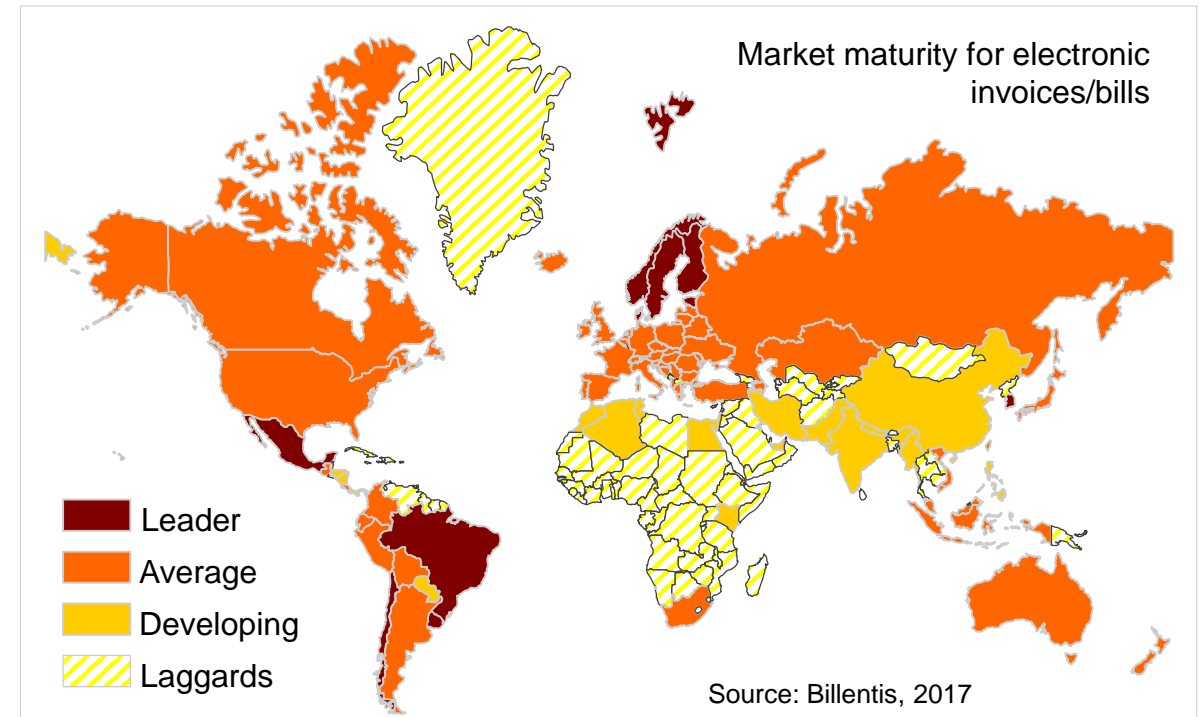 Market maturity for electronic
invoices/bills
Leader
Average
Developing
Laggards
Source: Billentis, 2017